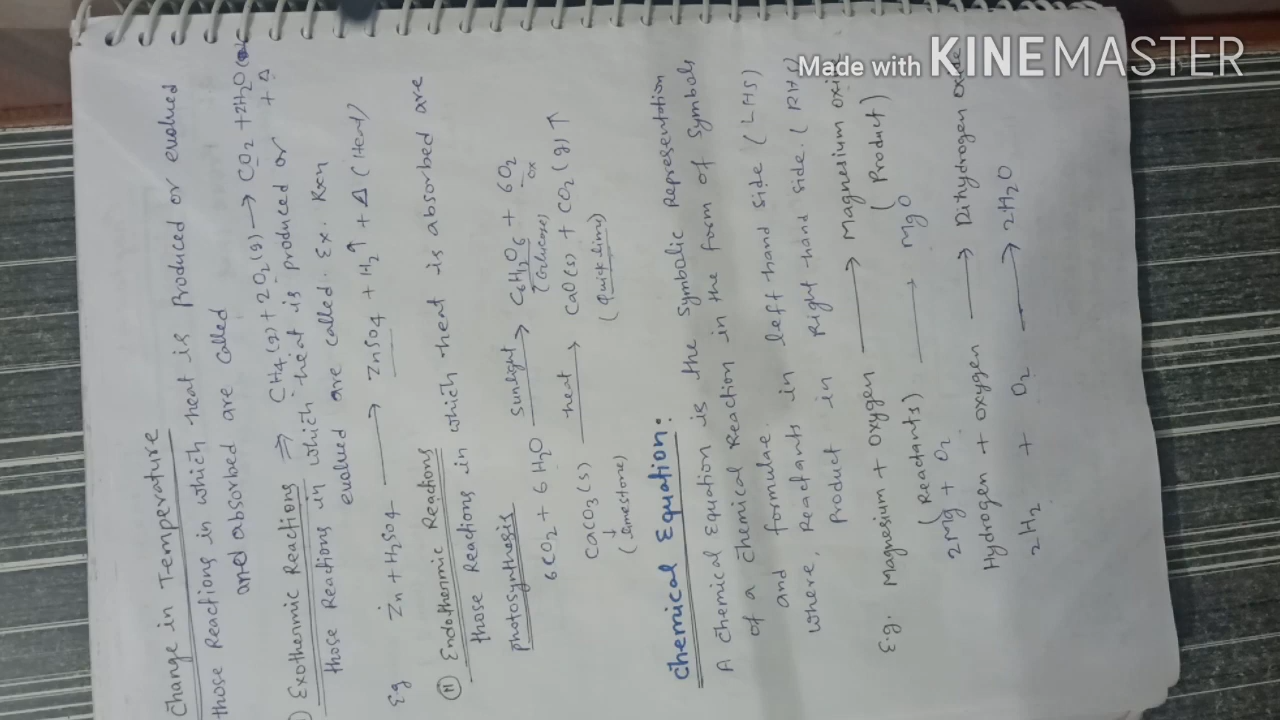 Change in Temperature
those Reactions in which heat is produced or evolved
and absorbed are called
) Exothermic Reactions ⇒ CH4(g) + 2O2(g) → CO2 + 2H2O
+ Δ
those Reactions in which heat is produced or
evolved are called. Ex.
Eg Zn + H2SO4 → ZnSO4 + H2↑ + Δ (Heat)
(II) Endothermic Reactions
those Reactions in which heat is absorbed are
photosynthesis
6CO2 + 6H2O sunlight → C6H12O6 + 6O2
(Glucose) ox
CaCO3(s) heat → CaO(s) + CO2(g)↑
(limestone) (Quicklime)
Chemical Equation:
A chemical Equation is the symbolic Representation
of a chemical Reaction in the form of symbols
and formulae.
where, Reactants in left hand side (LHS)
Product in Right hand side. (RHS)
E.g. Magnesium + oxygen → Magnesium oxide
(Reactants) (Product)
2Mg + O2 → MgO
Hydrogen + oxygen → Dihydrogen oxide
2H2 + O2 → 2H2O
Made with KINEMASTER